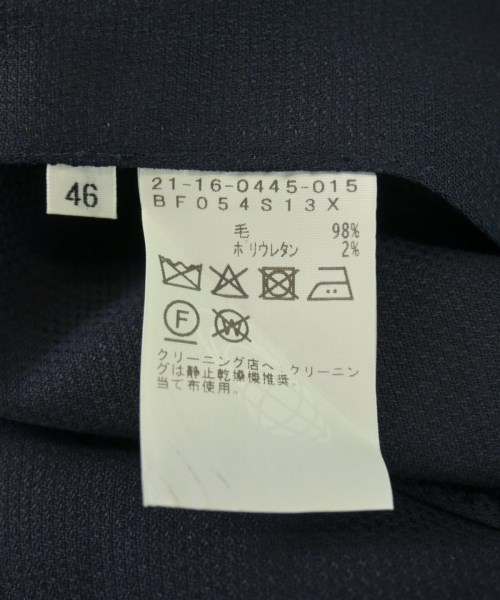 46
21-16-0445-015
BF054S13X
毛 98%
ポリウレタン 2%
F
W
クリーニング店へ クリーニン
グは静止乾燥機推奨.
当て布使用.